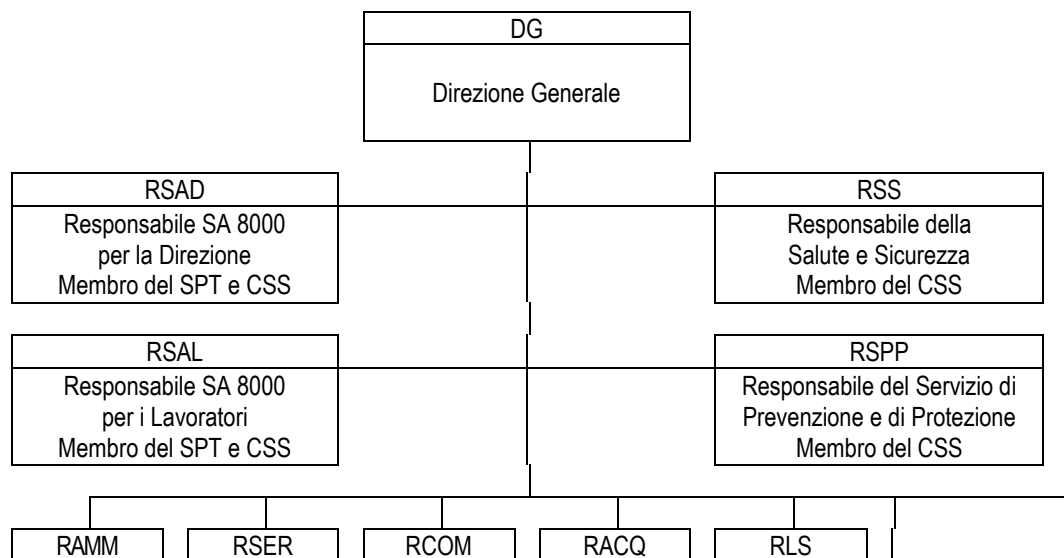 DG
Direzione Generale
RSAD
Responsabile SA 8000
per la Direzione
Membro del SPT e CSS
RSS
Responsabile della
Salute e Sicurezza
Membro del CSS
RSAL
Responsabile SA 8000
per i Lavoratori
Membro del SPT e CSS
RSPP
Responsabile del Servizio di
Prevenzione e di Protezione
Membro del CSS
RAMM
RSER
RCOM
RACQ
RLS